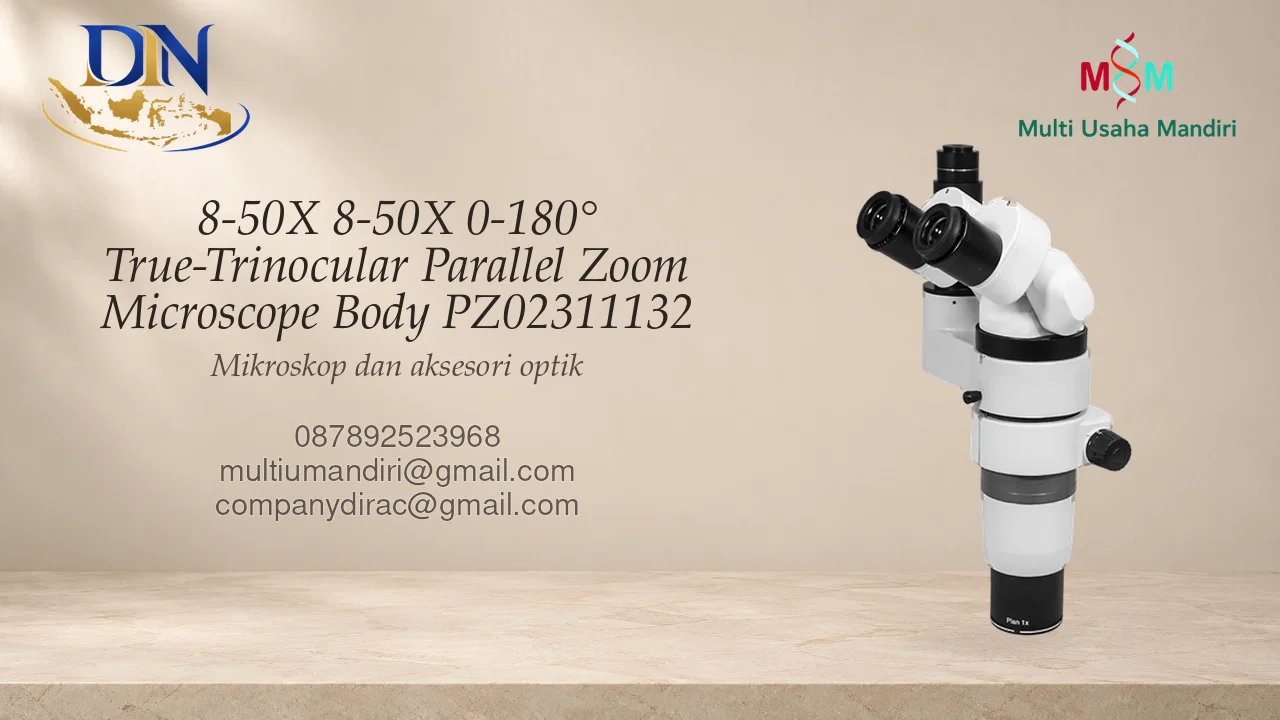 DN
M M
Multi Usaha Mandiri
8-50X 8-50X 0-180°
True-Trinocular Parallel Zoom
Microscope Body PZ02311132
Mikroskop dan aksesori optik
087892523968
multiumandiri@gmail.com
companydirac@gmail.com
Plan 1x